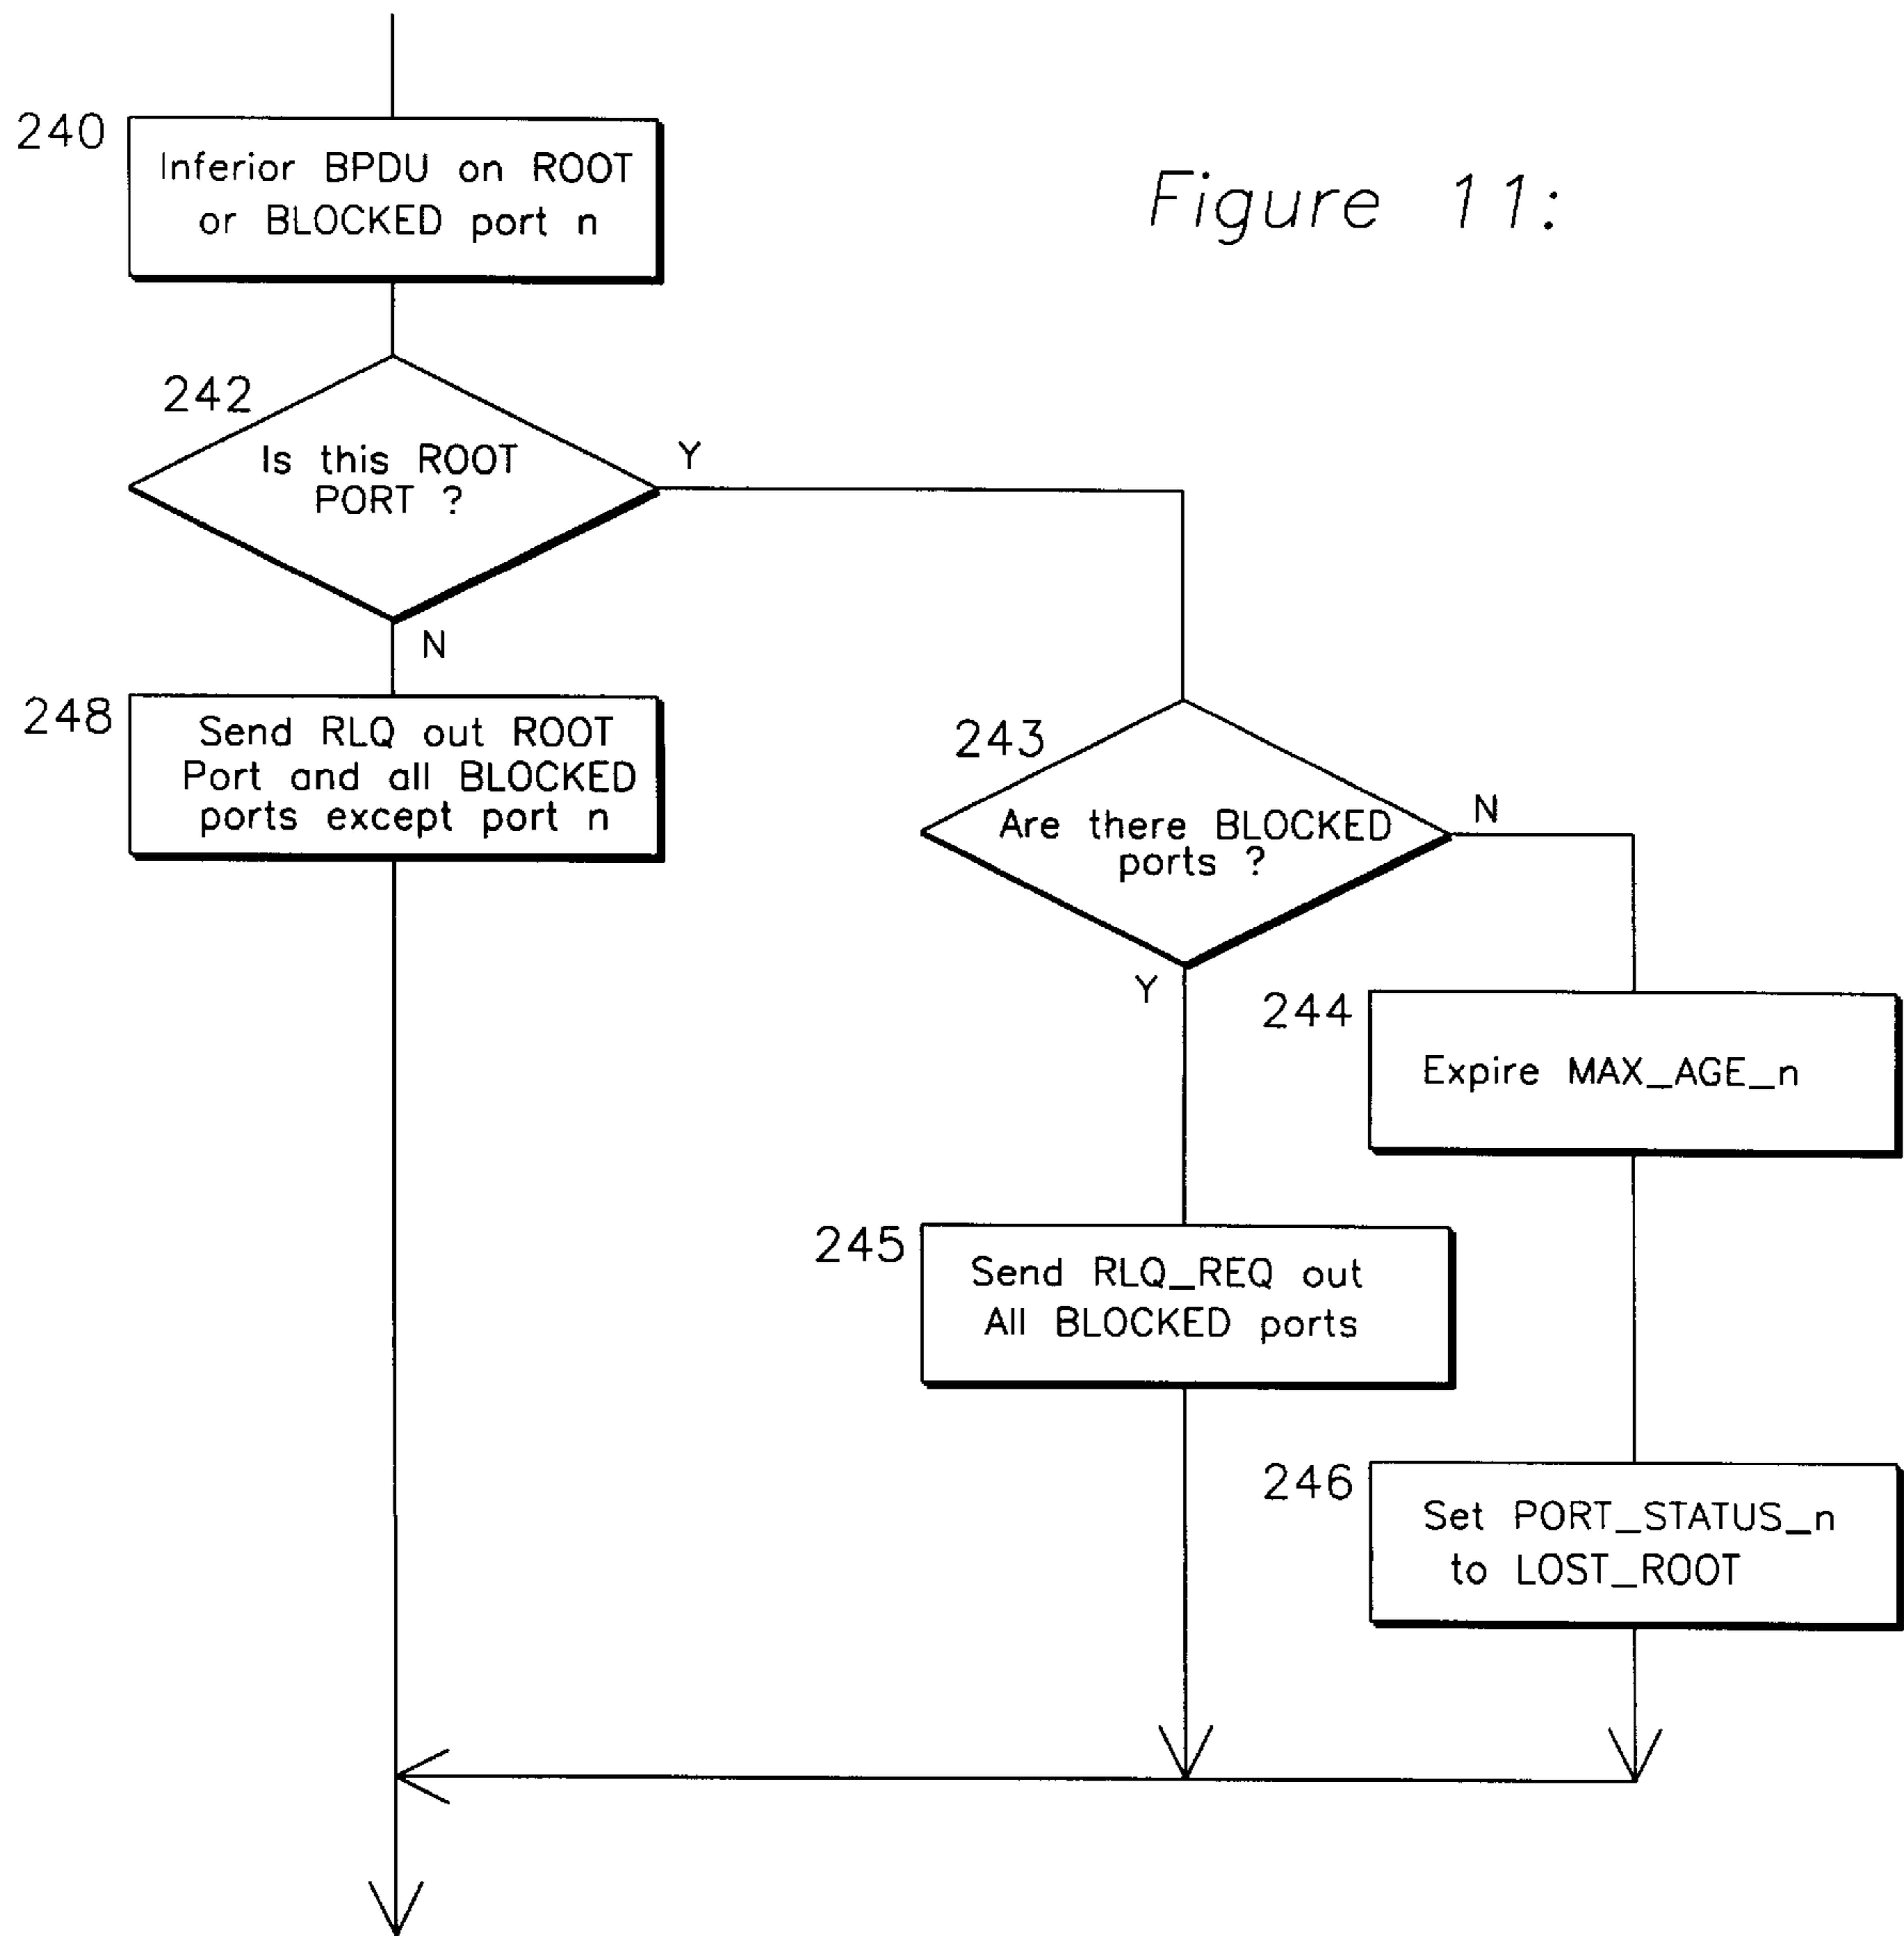 Figure 11:
240
Inferior BPDU on ROOT
or BLOCKED port n
242
Is this ROOT
PORT ?
Y
N
248
Send RLQ out ROOT
Port and all BLOCKED
ports except port n
243
Are there BLOCKED
ports ?
N
Y
244
Expire MAX_AGE_n
245
Send RLQ_REQ out
All BLOCKED ports
246
Set PORT_STATUS_n
to LOST_ROOT